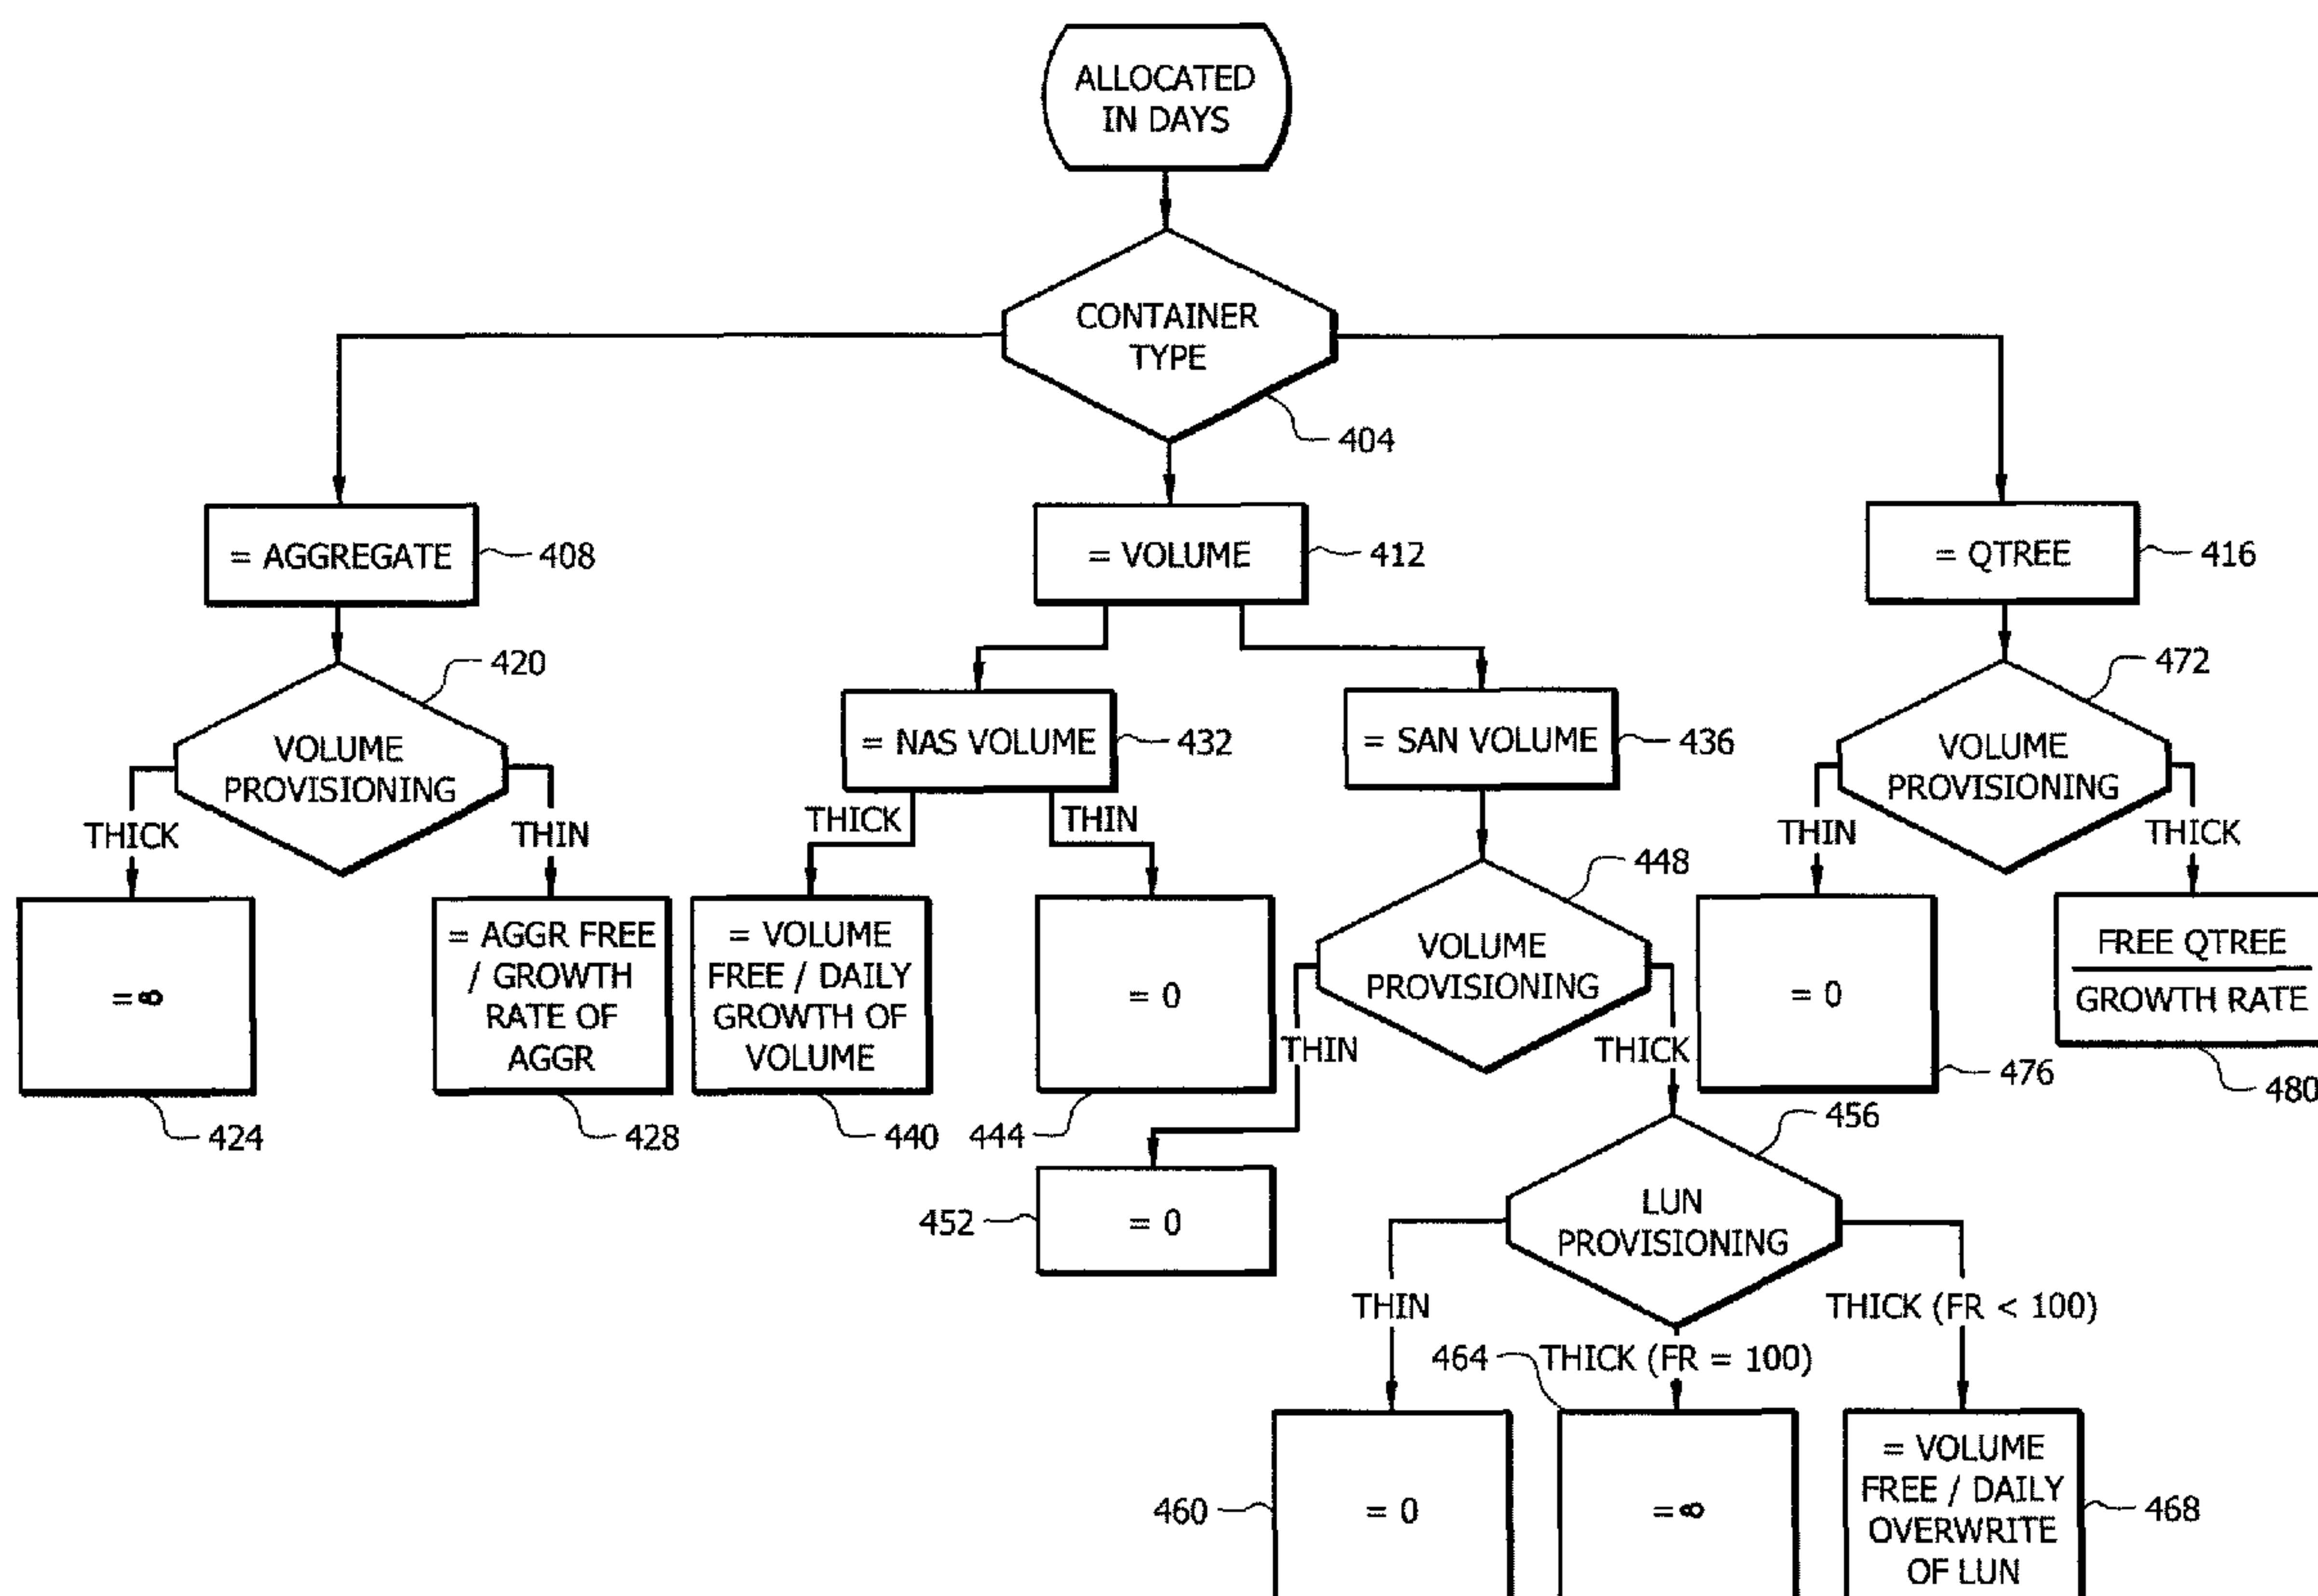 ALLOCATED
IN DAYS
CONTAINER
TYPE
404
= AGGREGATE
408
= VOLUME
412
= QTREE
416
420
VOLUME
PROVISIONING
THICK
THIN
= NAS VOLUME
432
= SAN VOLUME
436
472
VOLUME
PROVISIONING
THIN
THICK
THICK
THIN
448
VOLUME
PROVISIONING
THIN
THICK
= ∞
424
= AGGR FREE
/ GROWTH
RATE OF
AGGR
428
= VOLUME
FREE / DAILY
GROWTH OF
VOLUME
440
= 0
444
= 0
476
FREE QTREE
GROWTH RATE
480
= 0
452
456
LUN
PROVISIONING
THIN
THICK (FR = 100)
THICK (FR < 100)
= 0
460
= ∞
464
= VOLUME
FREE / DAILY
OVERWRITE
OF LUN
468